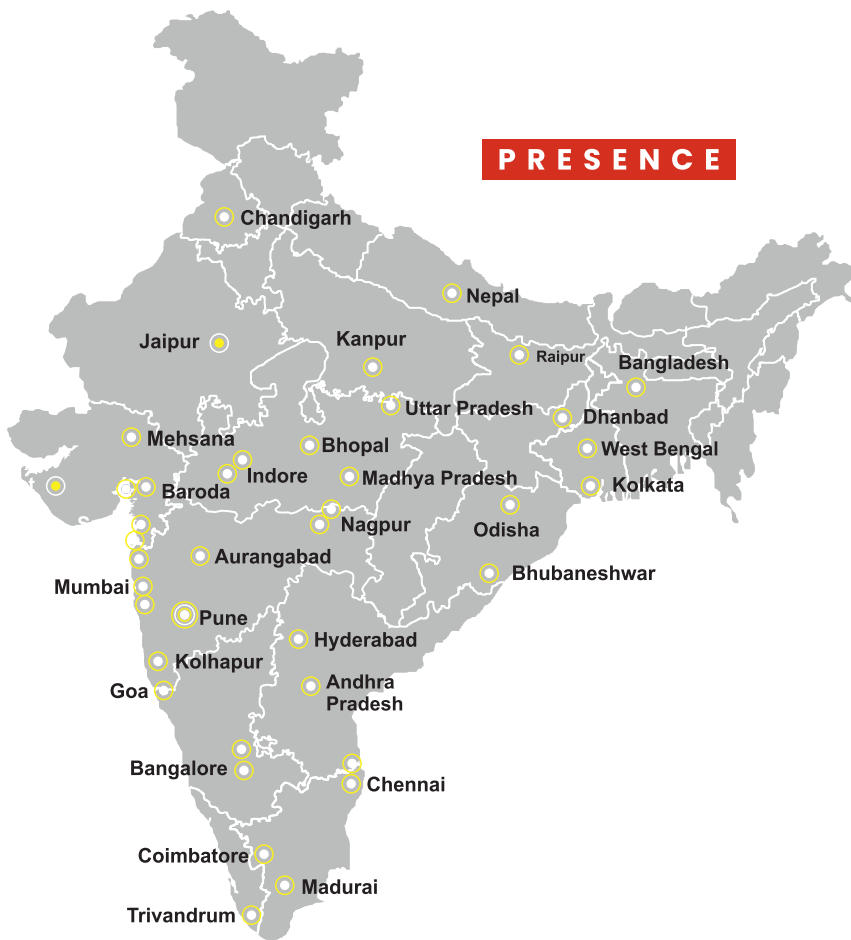 PRESENCE
Chandigarh
Nepal
Jaipur
Kanpur
Raipur
Bangladesh
Uttar Pradesh
Dhanbad
Mehsana
Bhopal
West Bengal
Indore
Madhya Pradesh
Baroda
Kolkata
Nagpur
Odisha
Aurangabad
Bhubaneshwar
Mumbai
Pune
Hyderabad
Kolhapur
Goa
Andhra
Pradesh
Bangalore
Chennai
Coimbatore
Madurai
Trivandrum